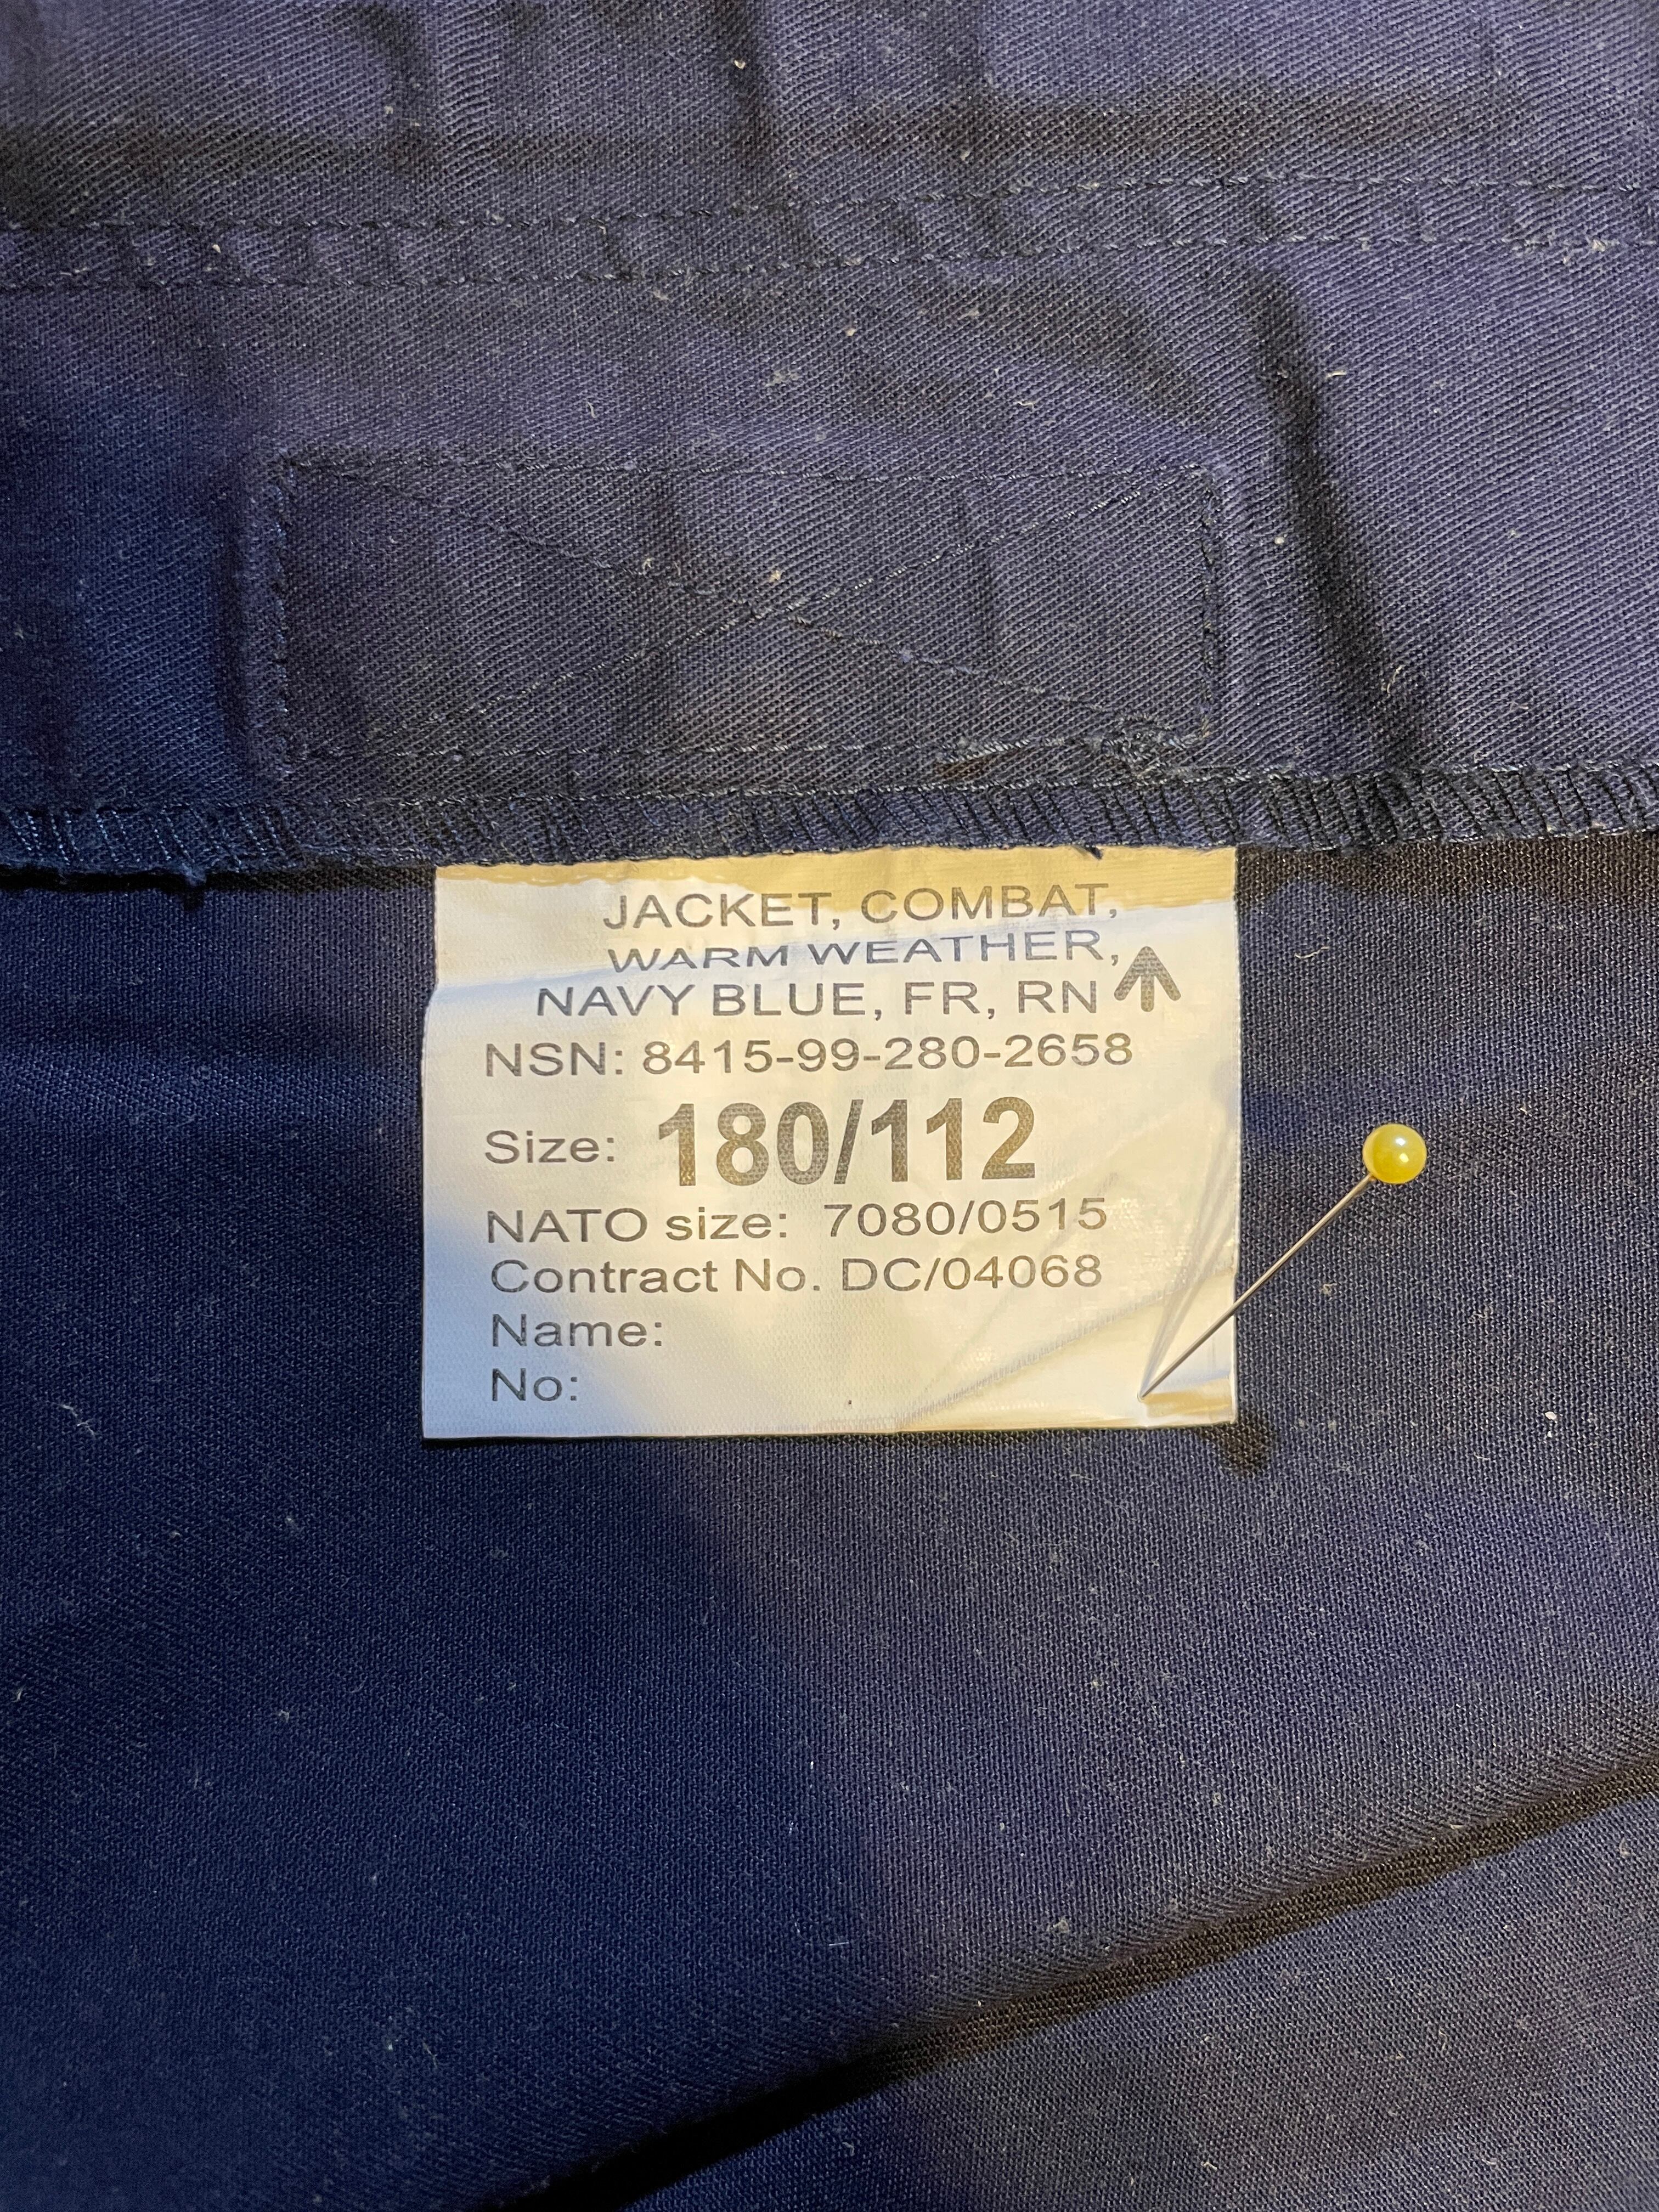 JACKET, COMBAT,
WARM WEATHER,
NAVY BLUE, FR, RN
NSN: 8415-99-280-2658
Size: 180/112
NATO size: 7080/0515
Contract No. DC/04068
Name:
No: